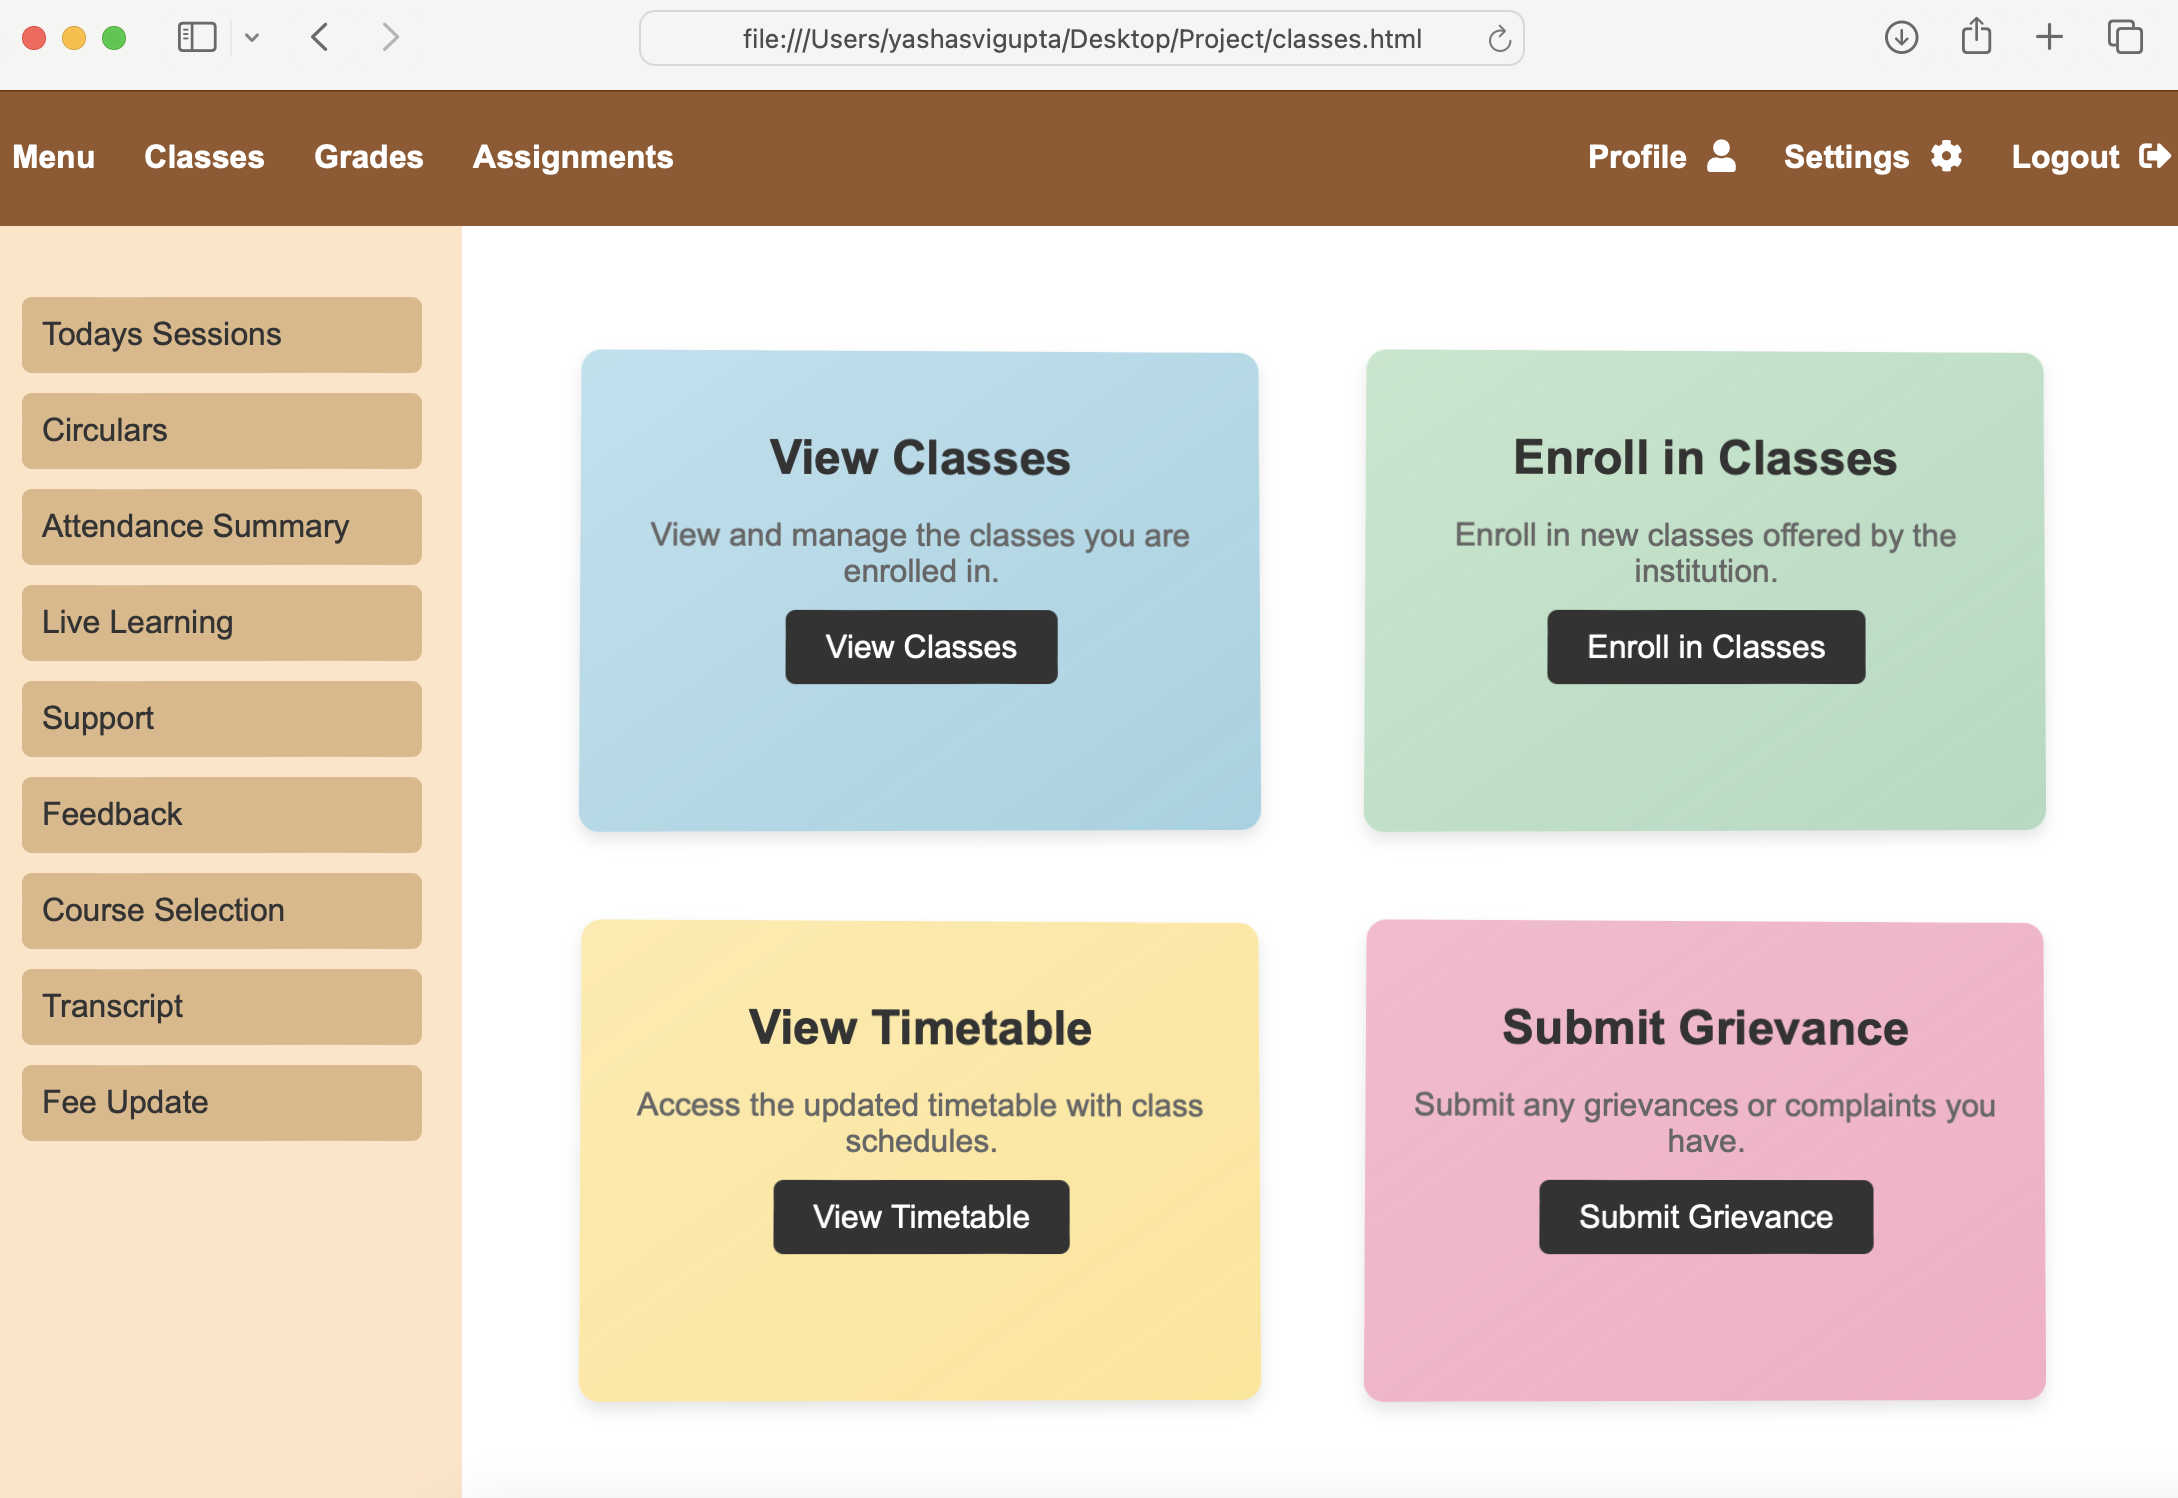 file:///Users/yashasvigupta/Desktop/Project/classes.html
Menu Classes Grades Assignments Profile Settings Logout
Todays Sessions
Circulars
Attendance Summary
Live Learning
Support
Feedback
Course Selection
Transcript
Fee Update
View Classes
View and manage the classes you are
enrolled in.
View Classes
Enroll in Classes
Enroll in new classes offered by the
institution.
Enroll in Classes
View Timetable
Access the updated timetable with class
schedules.
View Timetable
Submit Grievance
Submit any grievances or complaints you
have.
Submit Grievance